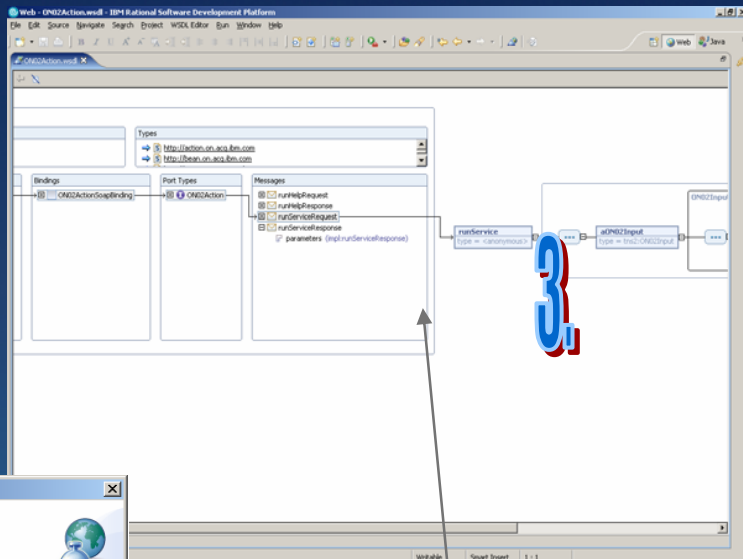 Web - ON02Action.wsdl - IBM Rational Software Development Platform
File Edit Source Navigate Search Project WSDL Editor Run Window Help
Web Java
ON02Action.wsdl
Types
http://action.on.acq.ibm.com
http://bean.on.acq.ibm.com
Bindings
ON02ActionSoapBinding
Port Types
ON02Action
Messages
runHelpRequest
runHelpResponse
runServiceRequest
runServiceResponse
parameters (impl:runServiceResponse)
runService
type = <anonymous>
aON02Input
type = tns2:ON02Input
ON02Input
3.
Writable Smart Insert 1 : 1